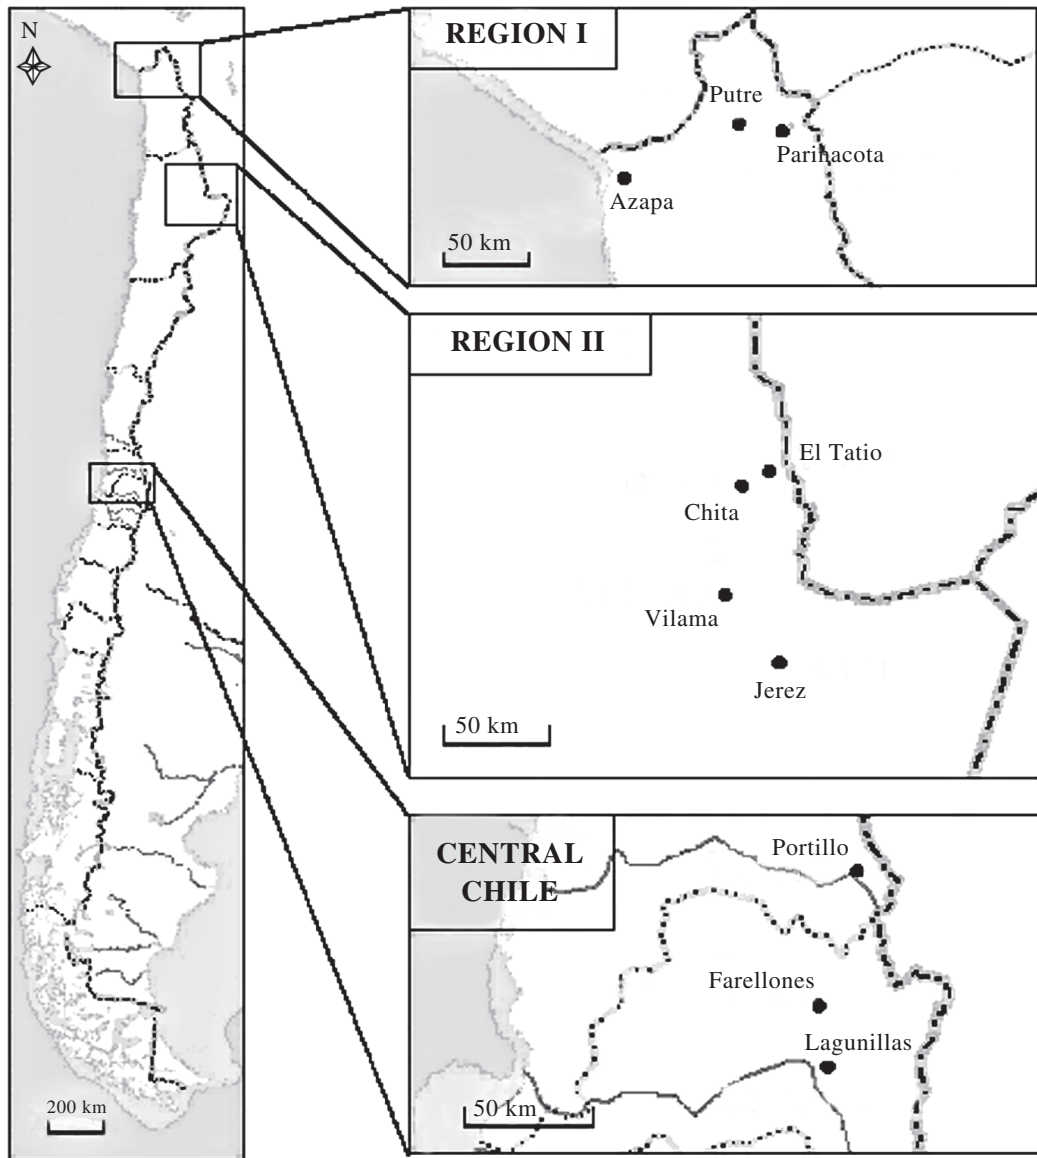 N
200 km
REGION I
Putre
Parinacota
Azapa
50 km
REGION II
El Tatio
Chita
Vilama
Jerez
50 km
CENTRAL
CHILE
Portillo
Farellones
Lagunillas
50 km